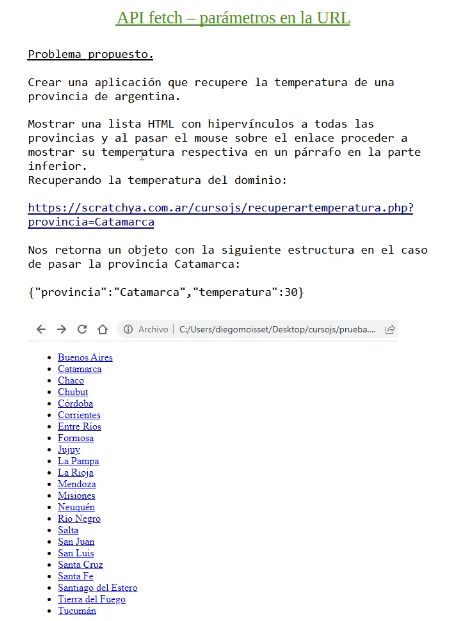 API fetch – parámetros en la URL
Problema propuesto.
Crear una aplicación que recupere la temperatura de una
provincia de argentina.
Mostrar una lista HTML con hipervínculos a todas las
provincias y al pasar el mouse sobre el enlace proceder a
mostrar su temperatura respectiva en un párrafo en la parte
inferior.
Recuperando la temperatura del dominio:
https://scratchya.com.ar/cursojs/recuperartemperatura.php?
provincia=Catamarca
Nos retorna un objeto con la siguiente estructura en el caso
de pasar la provincia Catamarca:
{"provincia":"Catamarca","temperatura":30}
Archivo | C:/Users/diegomoisset/Desktop/cursojs/prueba....
Buenos Aires
Catamarca
Chaco
Chubut
Córdoba
Corrientes
Entre Ríos
Formosa
Jujuy
La Pampa
La Rioja
Mendoza
Misiones
Neuquén
Río Negro
Salta
San Juan
San Luis
Santa Cruz
Santa Fe
Santiago del Estero
Tierra del Fuego
Tucumán